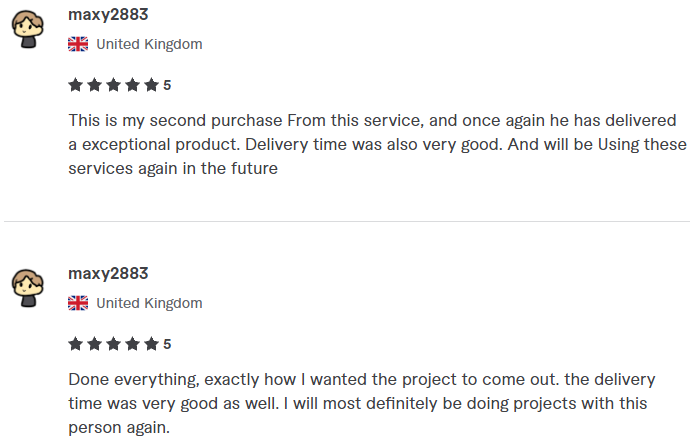 maxy2883
United Kingdom
5
This is my second purchase From this service, and once again he has delivered
a exceptional product. Delivery time was also very good. And will be Using these
services again in the future
maxy2883
United Kingdom
5
Done everything, exactly how I wanted the project to come out. the delivery
time was very good as well. I will most definitely be doing projects with this
person again.